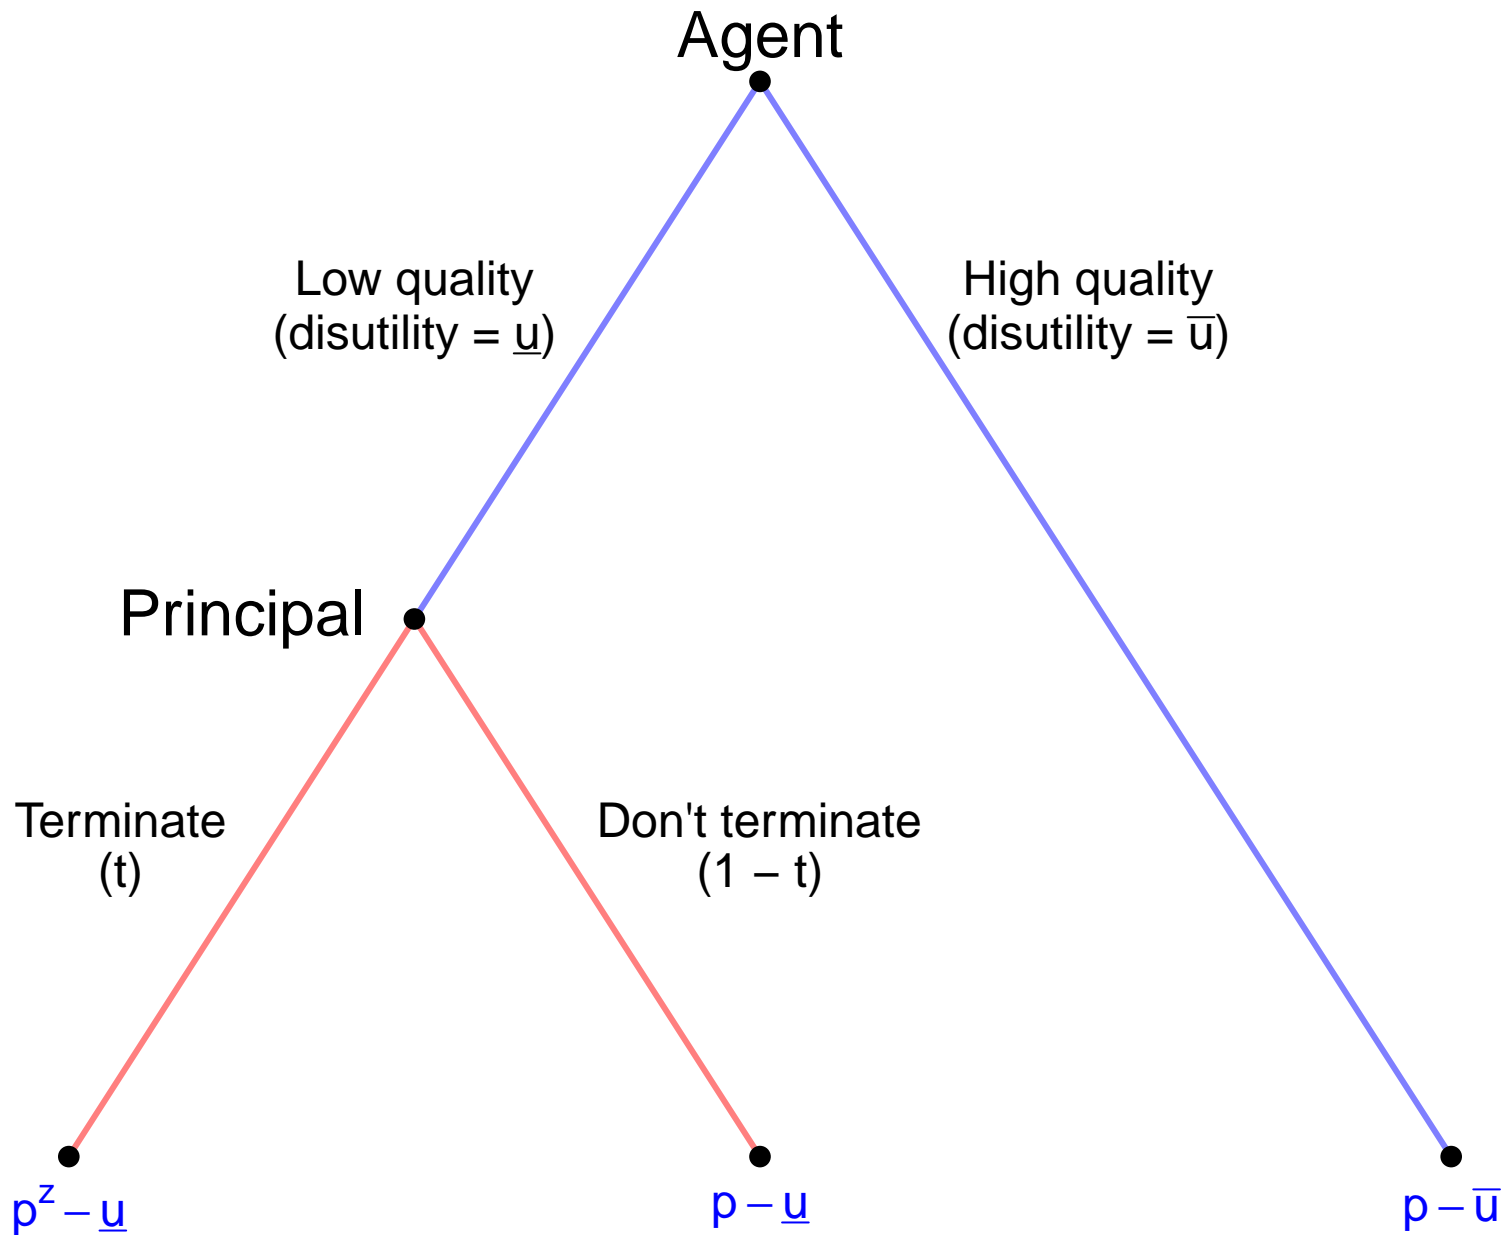 Agent
Low quality
(disutility = u̲)
High quality
(disutility = u̅)
Principal
Terminate
(t)
Don't terminate
(1 – t)
pᶻ – u̲
p – u̲
p – u̅